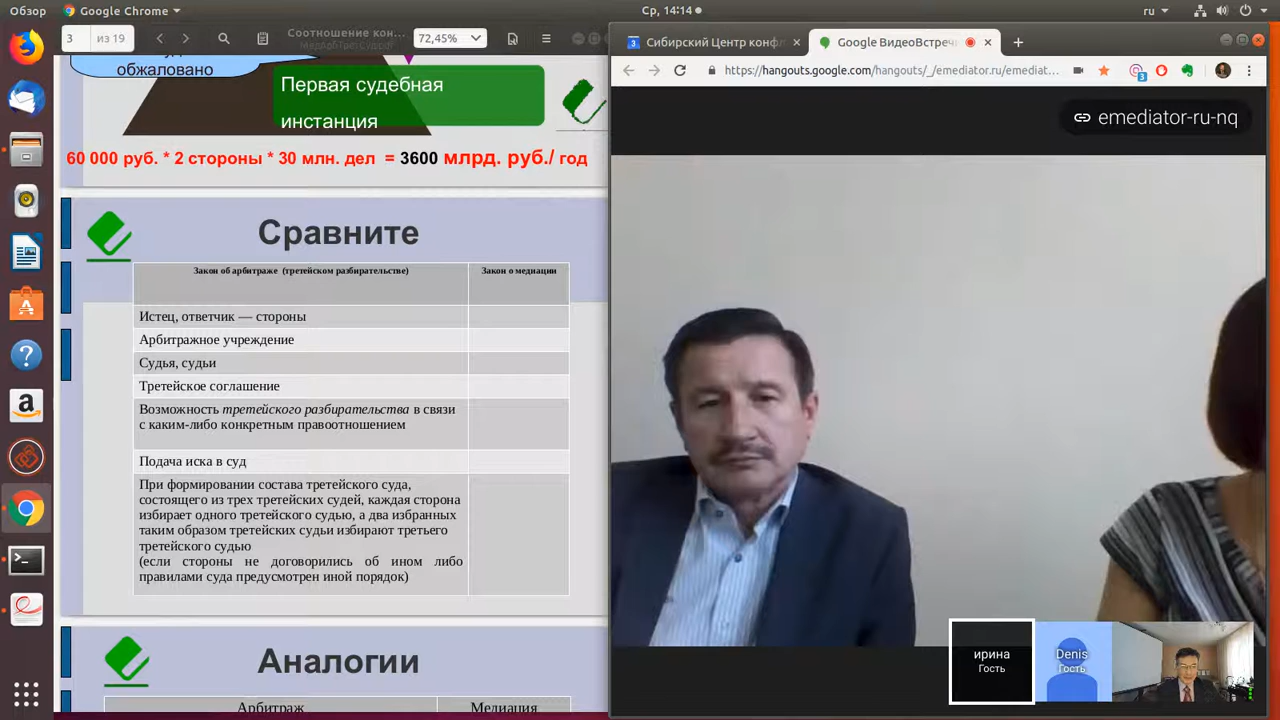 Обзор
Google Chrome
Ср, 14:14
ru
3
из 19
Соотношение кон...
72,45%
обжаловано
Первая судебная
инстанция
60 000 руб. * 2 стороны * 30 млн. дел = 3600 млрд. руб./ год
Сравните
Закон об арбитраже (третейском разбирательстве)
Закон о медиации
Истец, ответчик — стороны
Арбитражное учреждение
Судья, судьи
Третейское соглашение
Возможность третейского разбирательства в связи
с каким-либо конкретным правоотношением
Подача иска в суд
При формировании состава третейского суда,
состоящего из трех третейских судей, каждая сторона
избирает одного третейского судью, а два избранных
таким образом третейских судьи избирают третьего
третейского судью
(если стороны не договорились об ином либо
правилами суда предусмотрен иной порядок)
Аналогии
Арбитраж
Медиация
Сибирский Центр конфл
Google ВидеоВстреч
https://hangouts.google.com/hangouts/_/emediator.ru/emediat...
3
emediator-ru-nq
ирина
Гость
Denis
Гость